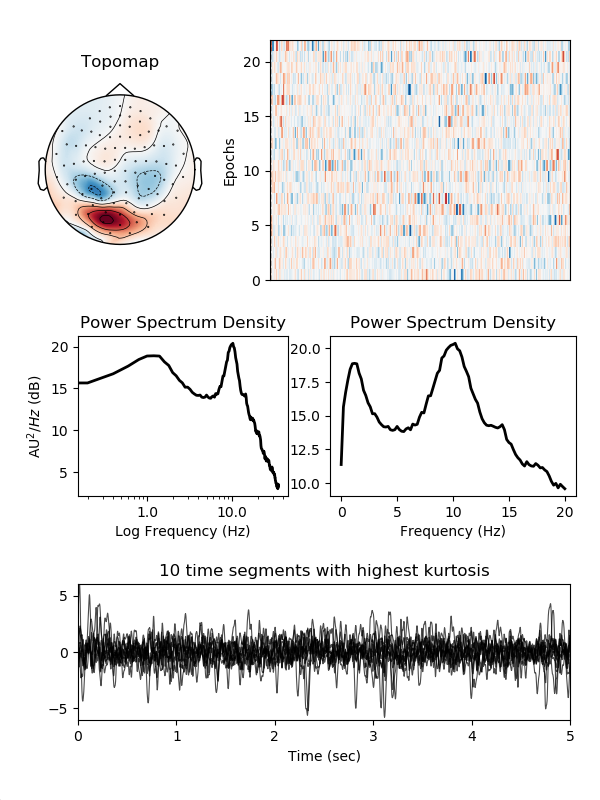 Topomap
Epochs
20
15
10
5
0
Power Spectrum Density
AU²/Hz (dB)
20
15
10
5
1.0 10.0
Log Frequency (Hz)
Power Spectrum Density
20.0
17.5
15.0
12.5
10.0
0 5 10 15 20
Frequency (Hz)
10 time segments with highest kurtosis
5
0
−5
0 1 2 3 4 5
Time (sec)